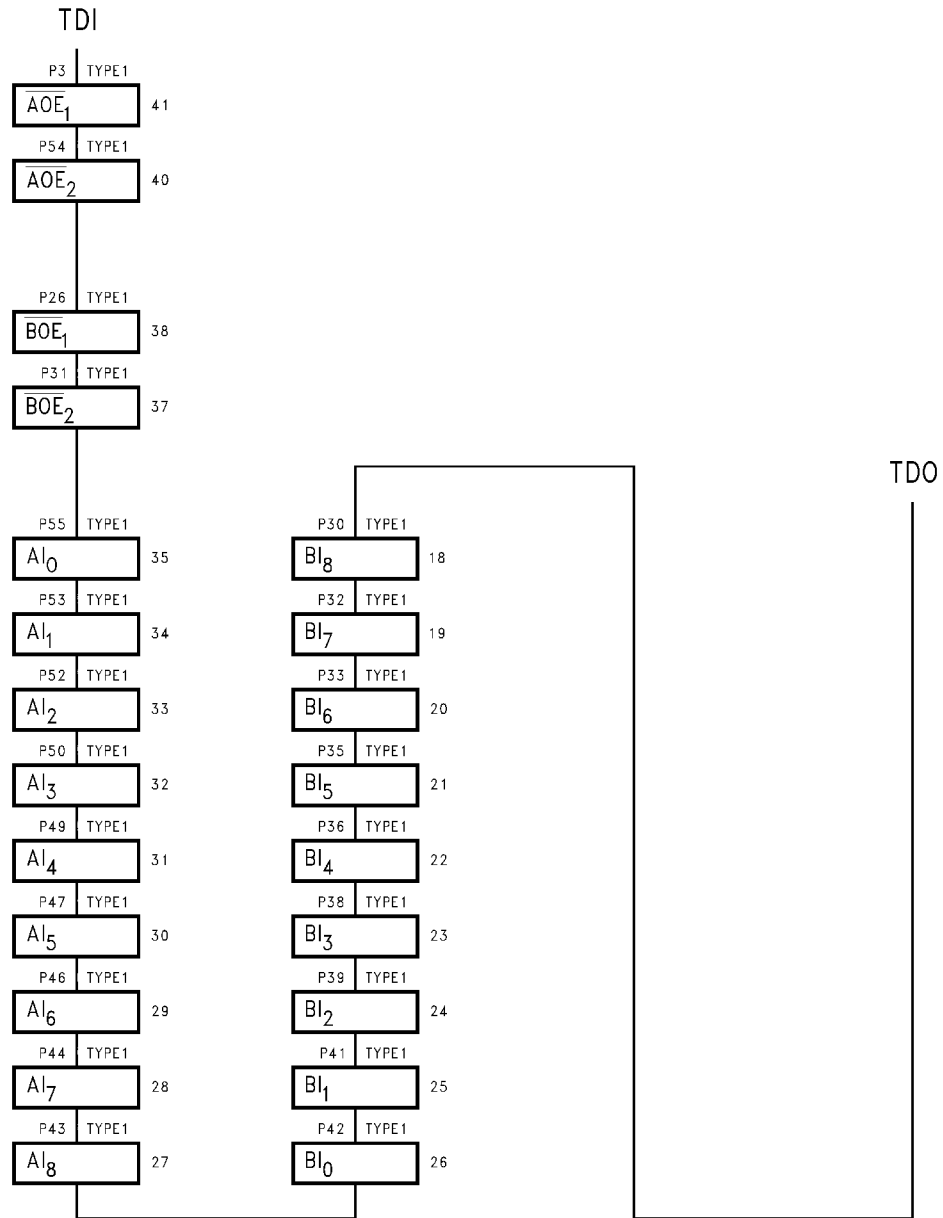 TDI
P3 TYPE1
AOE1 41
P54 TYPE1
AOE2 40
P26 TYPE1
BOE1 38
P31 TYPE1
BOE2 37
TDO
P55 TYPE1 P30 TYPE1
AI0 35 BI8 18
P53 TYPE1 P32 TYPE1
AI1 34 BI7 19
P52 TYPE1 P33 TYPE1
AI2 33 BI6 20
P50 TYPE1 P35 TYPE1
AI3 32 BI5 21
P49 TYPE1 P36 TYPE1
AI4 31 BI4 22
P47 TYPE1 P38 TYPE1
AI5 30 BI3 23
P46 TYPE1 P39 TYPE1
AI6 29 BI2 24
P44 TYPE1 P41 TYPE1
AI7 28 BI1 25
P43 TYPE1 P42 TYPE1
AI8 27 BI0 26